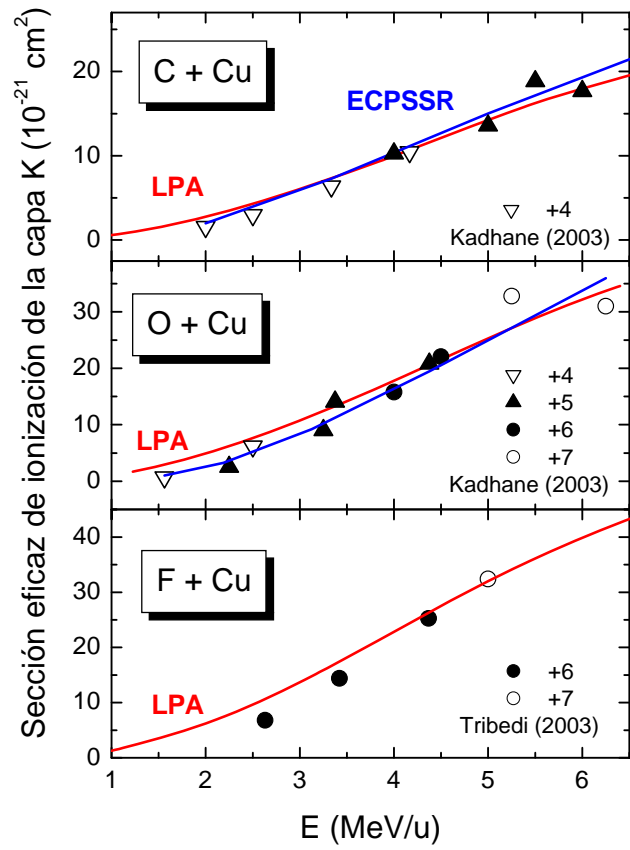 Sección eficaz de ionización de la capa K (10⁻²¹ cm²)
C + Cu
ECPSSR
LPA
+4
Kadhane (2003)
20
10
0
O + Cu
LPA
+4
+5
+6
+7
Kadhane (2003)
30
20
10
0
F + Cu
LPA
+6
+7
Tribedi (2003)
40
30
20
10
0
1 2 3 4 5 6
E (MeV/u)